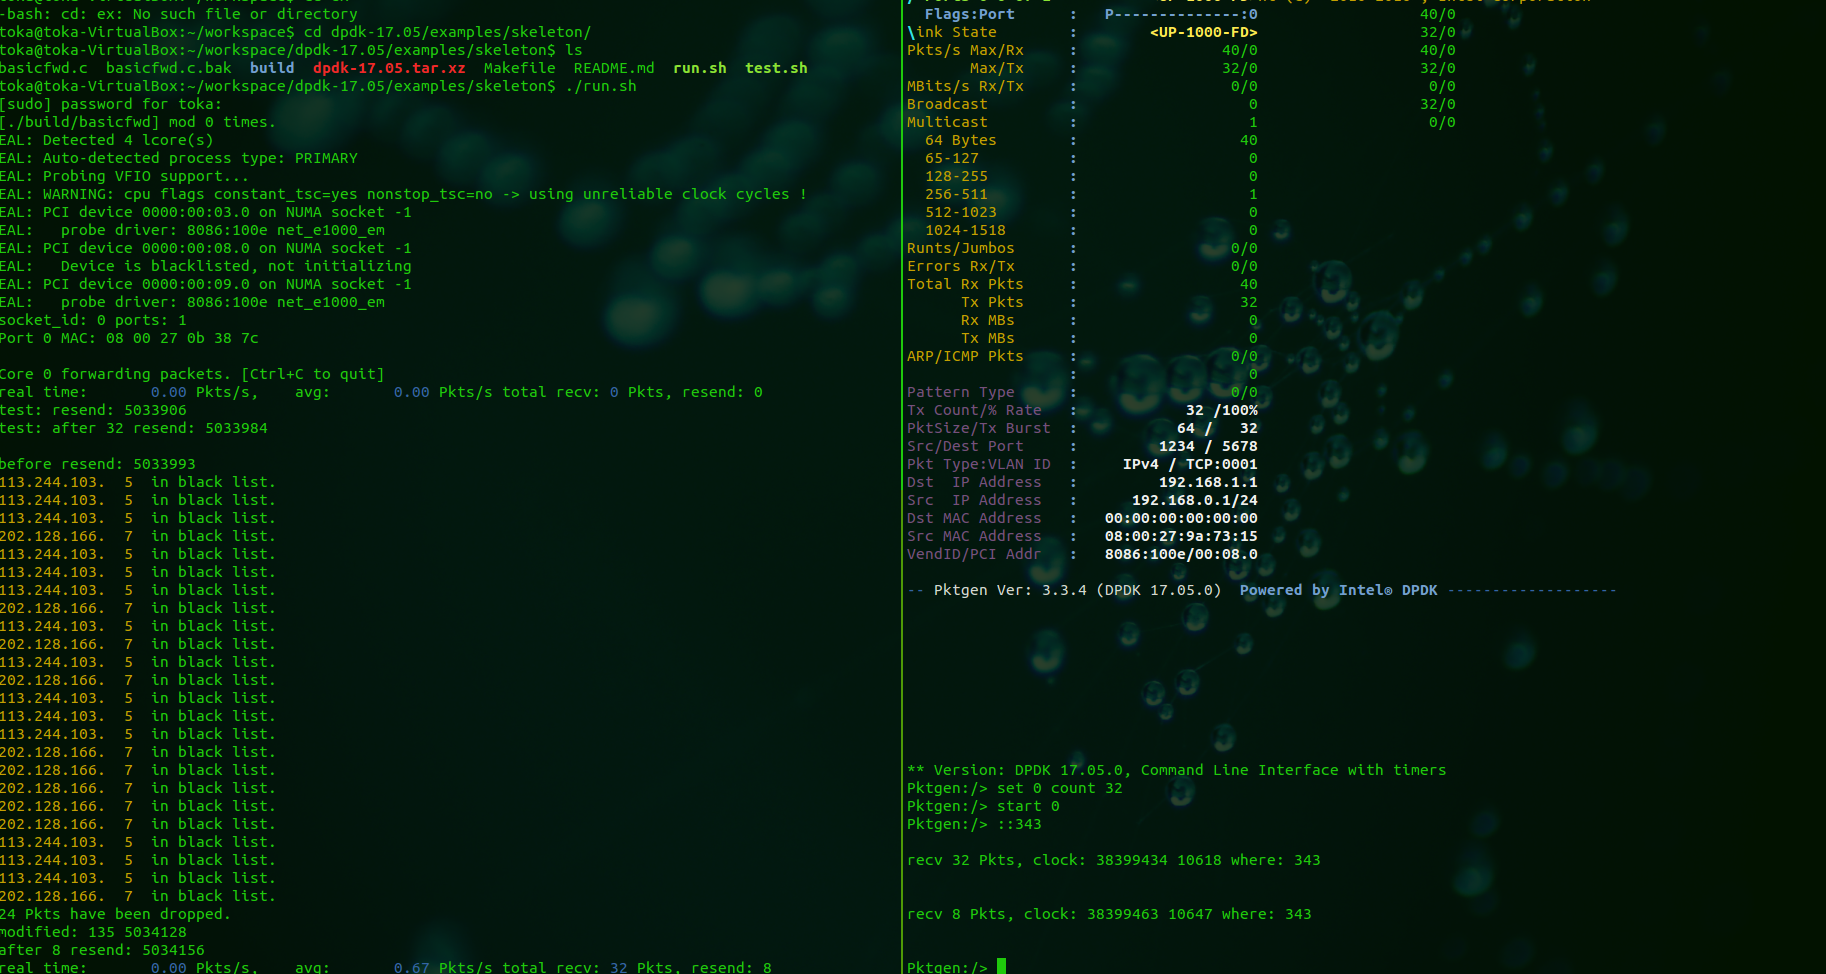 -bash: cd: ex: No such file or directory
toka@toka-VirtualBox:~/workspace$ cd dpdk-17.05/examples/skeleton/
toka@toka-VirtualBox:~/workspace/dpdk-17.05/examples/skeleton$ ls
basicfwd.c  basicfwd.c.bak  build  dpdk-17.05.tar.xz  Makefile  README.md  run.sh  test.sh
toka@toka-VirtualBox:~/workspace/dpdk-17.05/examples/skeleton$ ./run.sh
[sudo] password for toka:
[./build/basicfwd] mod 0 times.
EAL: Detected 4 lcore(s)
EAL: Auto-detected process type: PRIMARY
EAL: Probing VFIO support...
EAL: WARNING: cpu flags constant_tsc=yes nonstop_tsc=no -> using unreliable clock cycles !
EAL: PCI device 0000:00:03.0 on NUMA socket -1
EAL:   probe driver: 8086:100e net_e1000_em
EAL: PCI device 0000:00:08.0 on NUMA socket -1
EAL:   Device is blacklisted, not initializing
EAL: PCI device 0000:00:09.0 on NUMA socket -1
EAL:   probe driver: 8086:100e net_e1000_em
socket_id: 0 ports: 1
Port 0 MAC: 08 00 27 0b 38 7c
Core 0 forwarding packets. [Ctrl+C to quit]
real time:       0.00 Pkts/s,    avg:       0.00 Pkts/s total recv: 0 Pkts, resend: 0
test: resend: 5033906
test: after 32 resend: 5033984
before resend: 5033993
113.244.103.  5  in black list.
113.244.103.  5  in black list.
113.244.103.  5  in black list.
202.128.166.  7  in black list.
113.244.103.  5  in black list.
113.244.103.  5  in black list.
113.244.103.  5  in black list.
202.128.166.  7  in black list.
113.244.103.  5  in black list.
202.128.166.  7  in black list.
113.244.103.  5  in black list.
202.128.166.  7  in black list.
113.244.103.  5  in black list.
113.244.103.  5  in black list.
113.244.103.  5  in black list.
202.128.166.  7  in black list.
202.128.166.  7  in black list.
202.128.166.  7  in black list.
202.128.166.  7  in black list.
202.128.166.  7  in black list.
113.244.103.  5  in black list.
113.244.103.  5  in black list.
113.244.103.  5  in black list.
202.128.166.  7  in black list.
24 Pkts have been dropped.
modified: 135 5034128
after 8 resend: 5034156
real time:       0.00 Pkts/s,    avg:       0.67 Pkts/s total recv: 32 Pkts, resend: 8
Flags:Port      :   P--------------:0                  40/0
\ink State        :        <UP-1000-FD>                  32/0
Pkts/s Max/Rx     :                40/0                  40/0
Max/Tx     :                32/0                  32/0
MBits/s Rx/Tx     :                 0/0                   0/0
Broadcast         :                   0                  32/0
Multicast         :                   1                   0/0
64 Bytes        :                  40
65-127          :                   0
128-255         :                   0
256-511         :                   1
512-1023        :                   0
1024-1518       :                   0
Runts/Jumbos      :                 0/0
Errors Rx/Tx      :                 0/0
Total Rx Pkts     :                  40
Tx Pkts     :                  32
Rx MBs      :                   0
Tx MBs      :                   0
ARP/ICMP Pkts     :                 0/0
:                   0
Pattern Type      :                 0/0
Tx Count/% Rate   :            32 /100%
PktSize/Tx Burst  :           64 /   32
Src/Dest Port     :         1234 / 5678
Pkt Type:VLAN ID  :     IPv4 / TCP:0001
Dst  IP Address   :         192.168.1.1
Src  IP Address   :      192.168.0.1/24
Dst MAC Address   :   00:00:00:00:00:00
Src MAC Address   :   08:00:27:9a:73:15
VendID/PCI Addr   :   8086:100e/00:08.0
-- Pktgen Ver: 3.3.4 (DPDK 17.05.0)  Powered by Intel® DPDK -------------------
** Version: DPDK 17.05.0, Command Line Interface with timers
Pktgen:/> set 0 count 32
Pktgen:/> start 0
Pktgen:/> ::343
recv 32 Pkts, clock: 38399434 10618 where: 343
recv 8 Pkts, clock: 38399463 10647 where: 343
Pktgen:/>